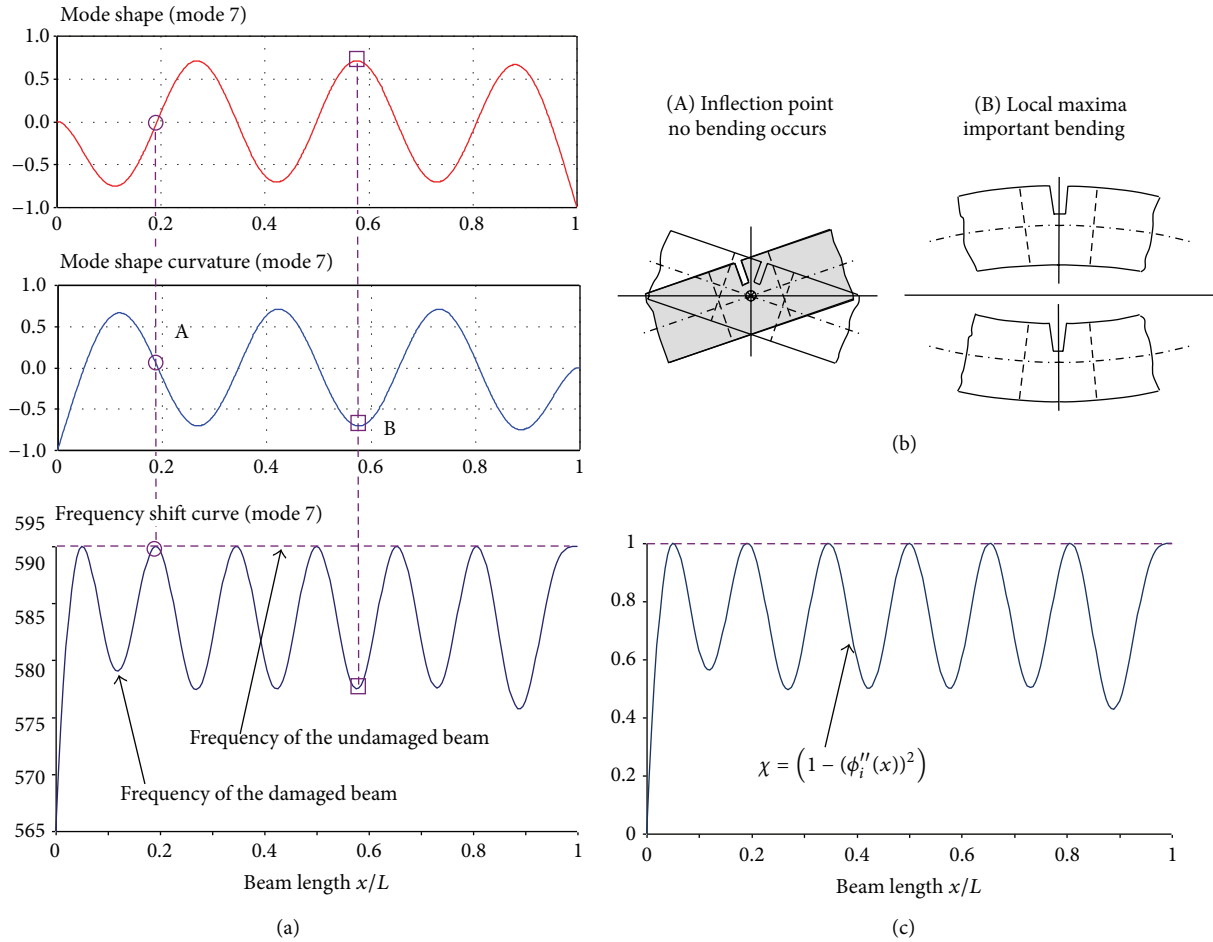 Mode shape (mode 7)
1.0
0.5
0.0
−0.5
−1.0
0 0.2 0.4 0.6 0.8 1
Mode shape curvature (mode 7)
1.0
0.5
0.0
−0.5
−1.0
A
B
0 0.2 0.4 0.6 0.8 1
Frequency shift curve (mode 7)
595
590
585
580
575
570
565
Frequency of the undamaged beam
Frequency of the damaged beam
0 0.2 0.4 0.6 0.8 1
Beam length x/L
(a)
(A) Inflection point
no bending occurs
(B) Local maxima
important bending
(b)
1
0.8
0.6
0.4
0.2
0
χ = (1 − (ϕᵢ′′(x))²)
0 0.2 0.4 0.6 0.8 1
Beam length x/L
(c)